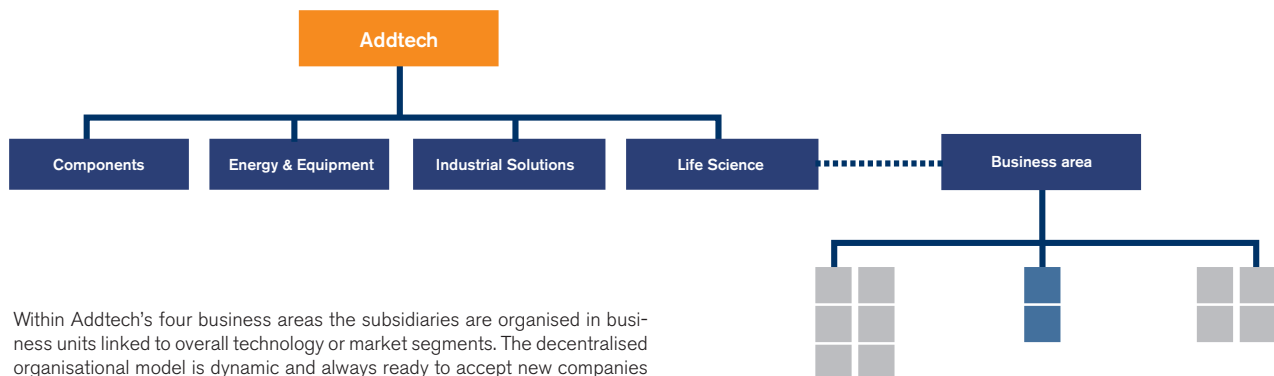 Addtech
Components
Energy & Equipment
Industrial Solutions
Life Science
Business area
Within Addtech's four business areas the subsidiaries are organised in busi-
ness units linked to overall technology or market segments. The decentralised
organisational model is dynamic and always ready to accept new companies